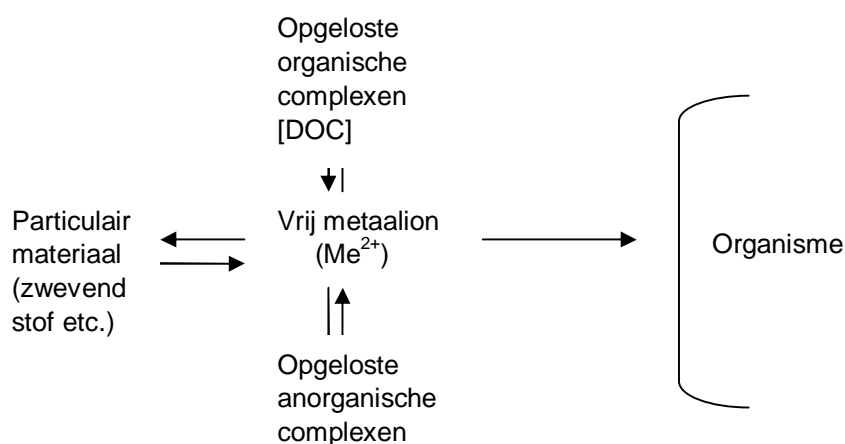 Opgeloste
organische
complexen
[DOC]
Particulair
materiaal
(zwevend
stof etc.)
Vrij metaalion
(Me²⁺)
Organisme
Opgeloste
anorganische
complexen